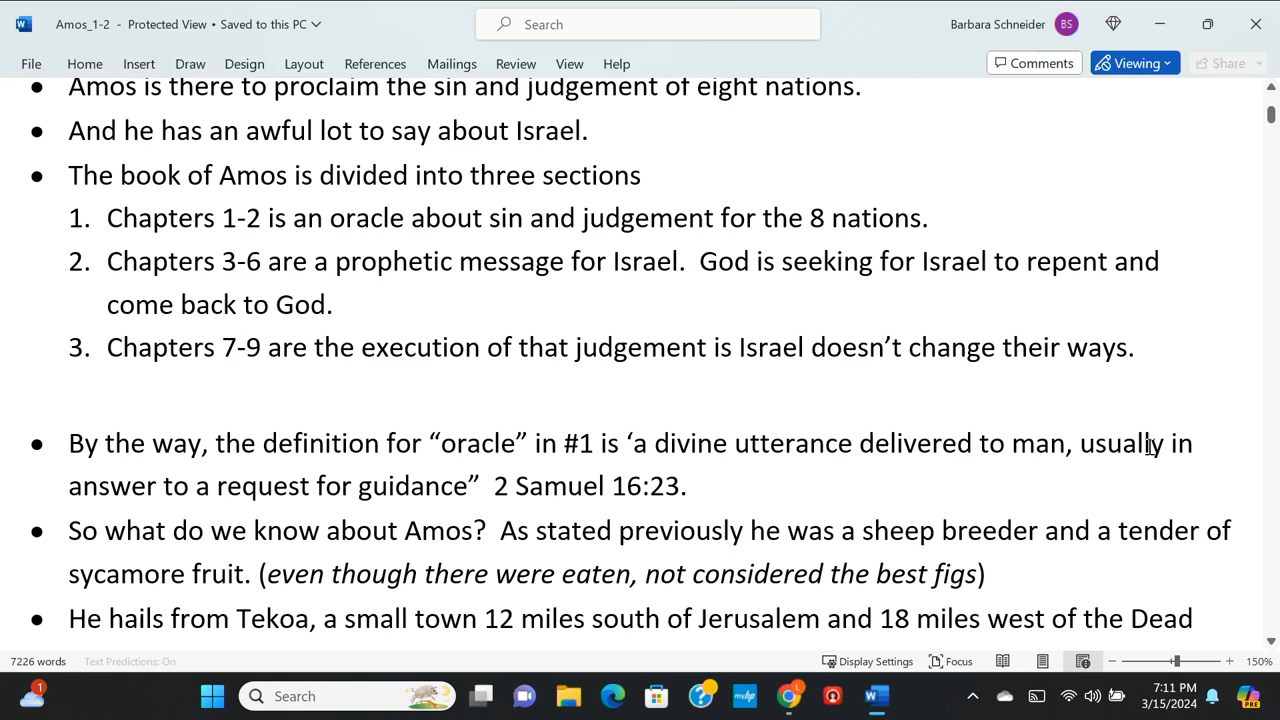 Amos_1-2 - Protected View • Saved to this PC
Search
Barbara Schneider BS
File Home Insert Draw Design Layout References Mailings Review View Help Comments Viewing Share
• Amos is there to proclaim the sin and judgement of eight nations.
• And he has an awful lot to say about Israel.
• The book of Amos is divided into three sections
1. Chapters 1-2 is an oracle about sin and judgement for the 8 nations.
2. Chapters 3-6 are a prophetic message for Israel.  God is seeking for Israel to repent and
come back to God.
3. Chapters 7-9 are the execution of that judgement is Israel doesn’t change their ways.
• By the way, the definition for “oracle” in #1 is ‘a divine utterance delivered to man, usually in
answer to a request for guidance”  2 Samuel 16:23.
• So what do we know about Amos?  As stated previously he was a sheep breeder and a tender of
sycamore fruit. (even though there were eaten, not considered the best figs)
• He hails from Tekoa, a small town 12 miles south of Jerusalem and 18 miles west of the Dead
7226 words Text Predictions: On Display Settings Focus 150%
1 Search hp 7:11 PM PRE
3/15/2024